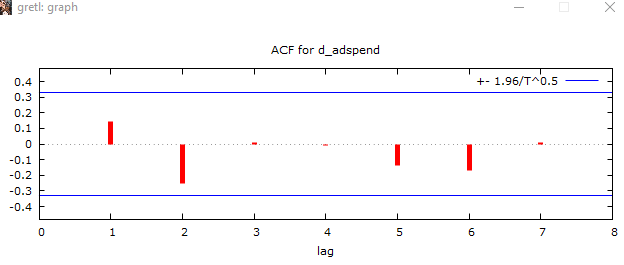 gretl: graph
ACF for d_adspend
+- 1.96/T^0.5
0.4
0.3
0.2
0.1
0
-0.1
-0.2
-0.3
-0.4
0 1 2 3 4 5 6 7 8
lag